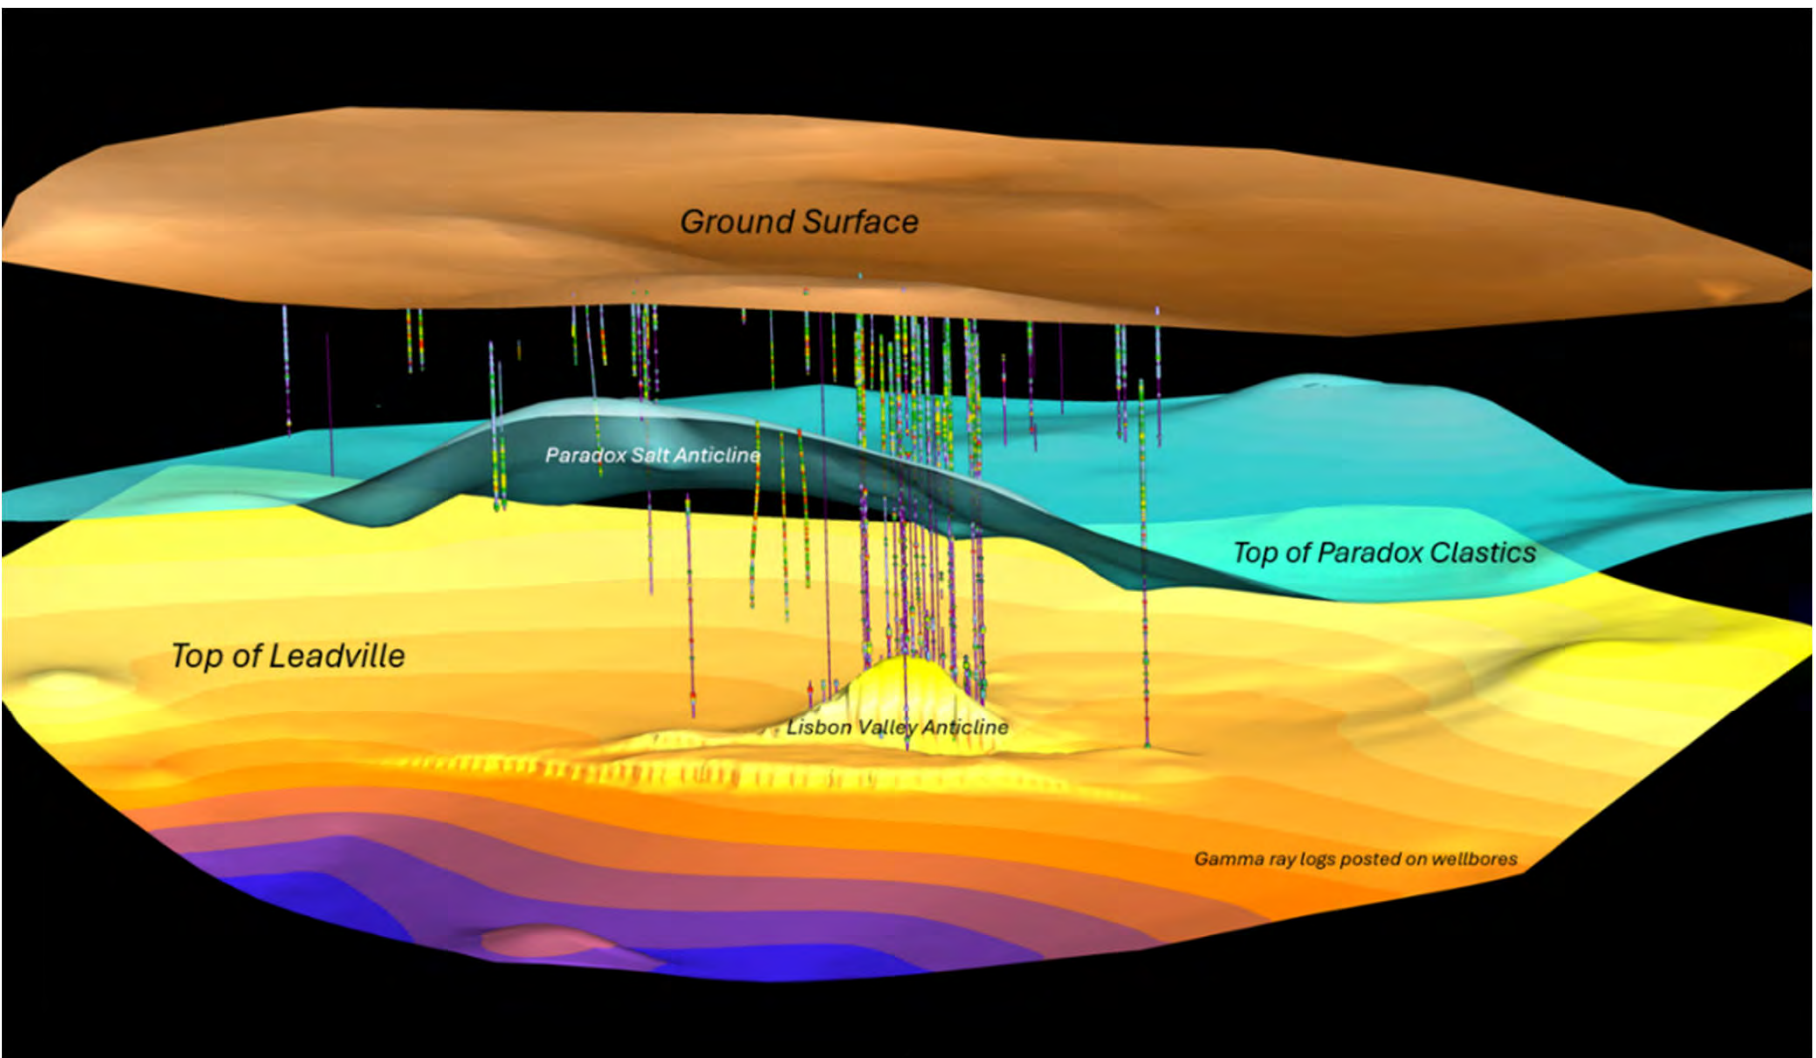 Ground Surface
Paradox Salt Anticline
Top of Paradox Clastics
Top of Leadville
Lisbon Valley Anticline
Gamma ray logs posted on wellbores